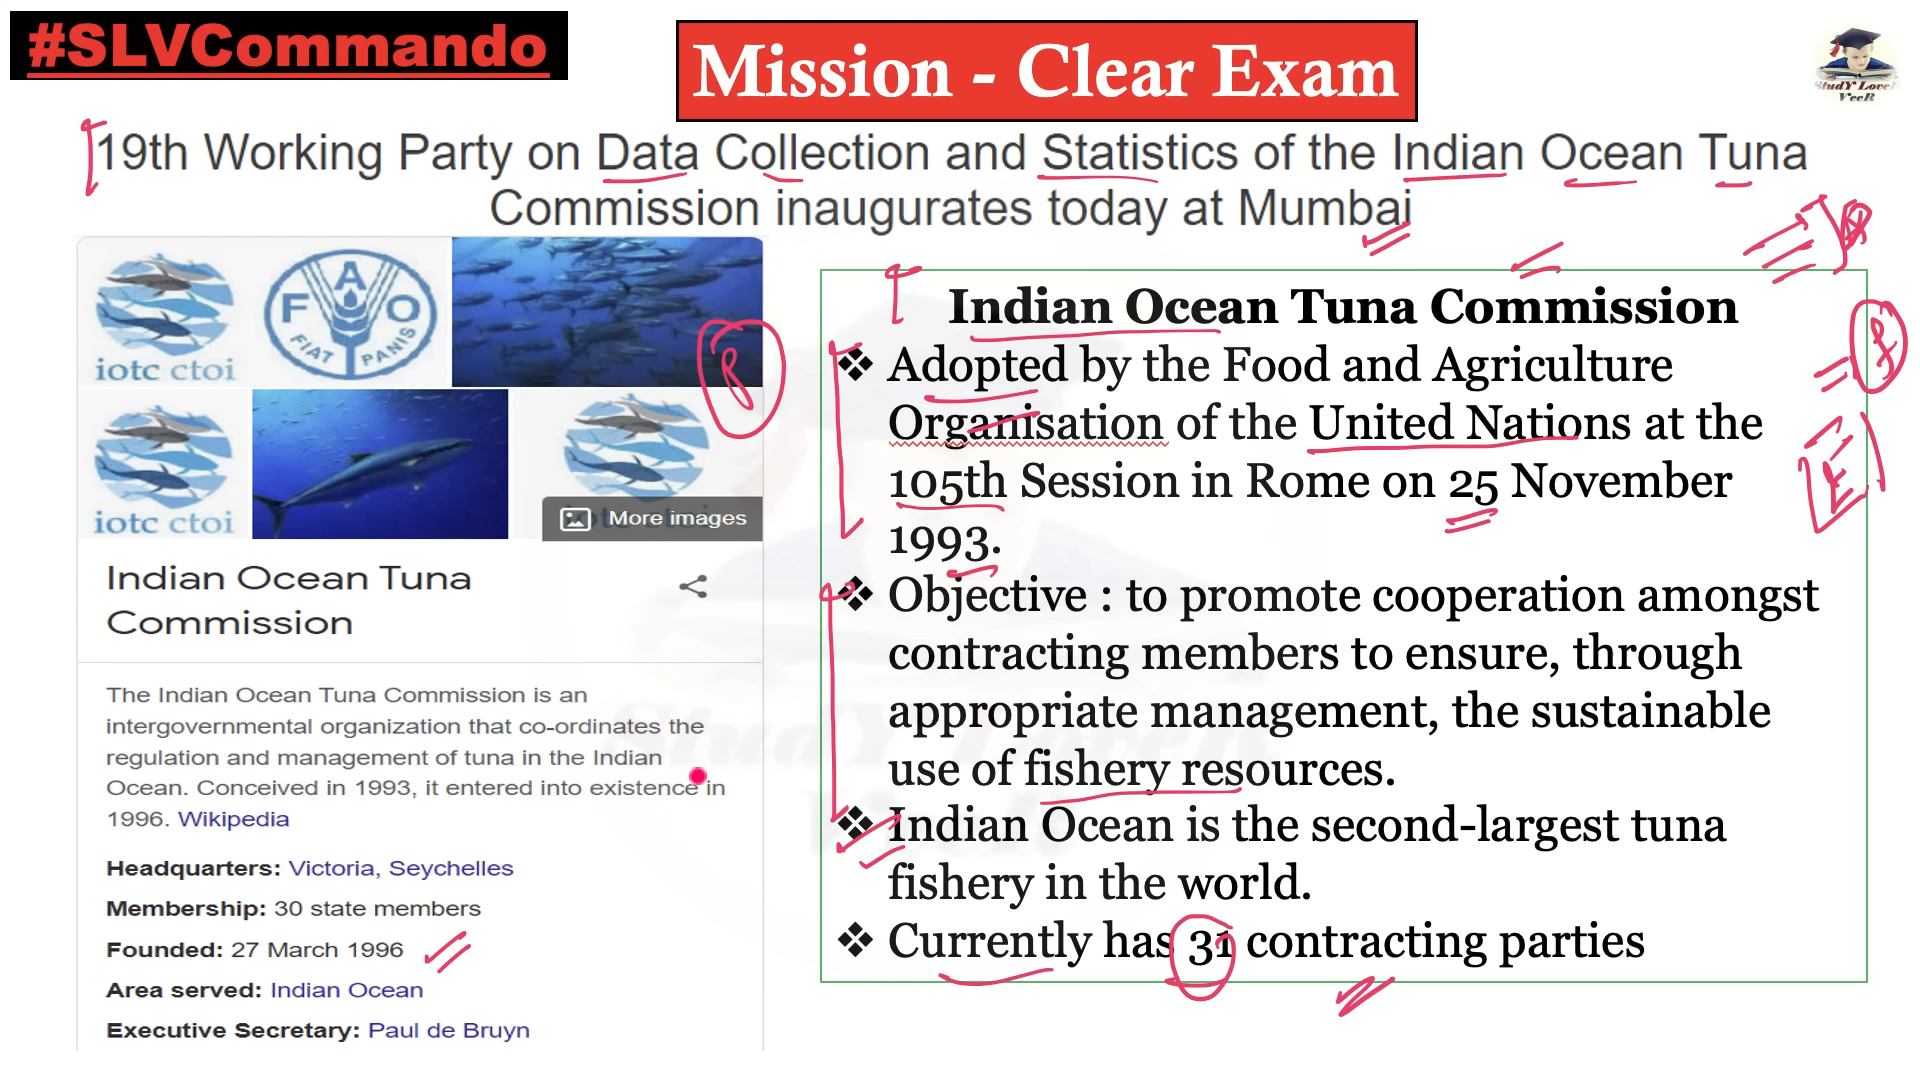 #SLVCommando
Mission - Clear Exam
StudY LoveR
VeeR
19th Working Party on Data Collection and Statistics of the Indian Ocean Tuna
Commission inaugurates today at Mumbai
iotc ctoi
F A O
FIAT PANIS
iotc ctoi
More images
Indian Ocean Tuna
Commission
The Indian Ocean Tuna Commission is an
intergovernmental organization that co-ordinates the
regulation and management of tuna in the Indian
Ocean. Conceived in 1993, it entered into existence in
1996. Wikipedia
Headquarters: Victoria, Seychelles
Membership: 30 state members
Founded: 27 March 1996
Area served: Indian Ocean
Executive Secretary: Paul de Bruyn
Indian Ocean Tuna Commission
❖ Adopted by the Food and Agriculture
Organisation of the United Nations at the
105th Session in Rome on 25 November
1993.
❖ Objective : to promote cooperation amongst
contracting members to ensure, through
appropriate management, the sustainable
use of fishery resources.
❖ Indian Ocean is the second-largest tuna
fishery in the world.
❖ Currently has 31 contracting parties
StudY LoveR
VeeR